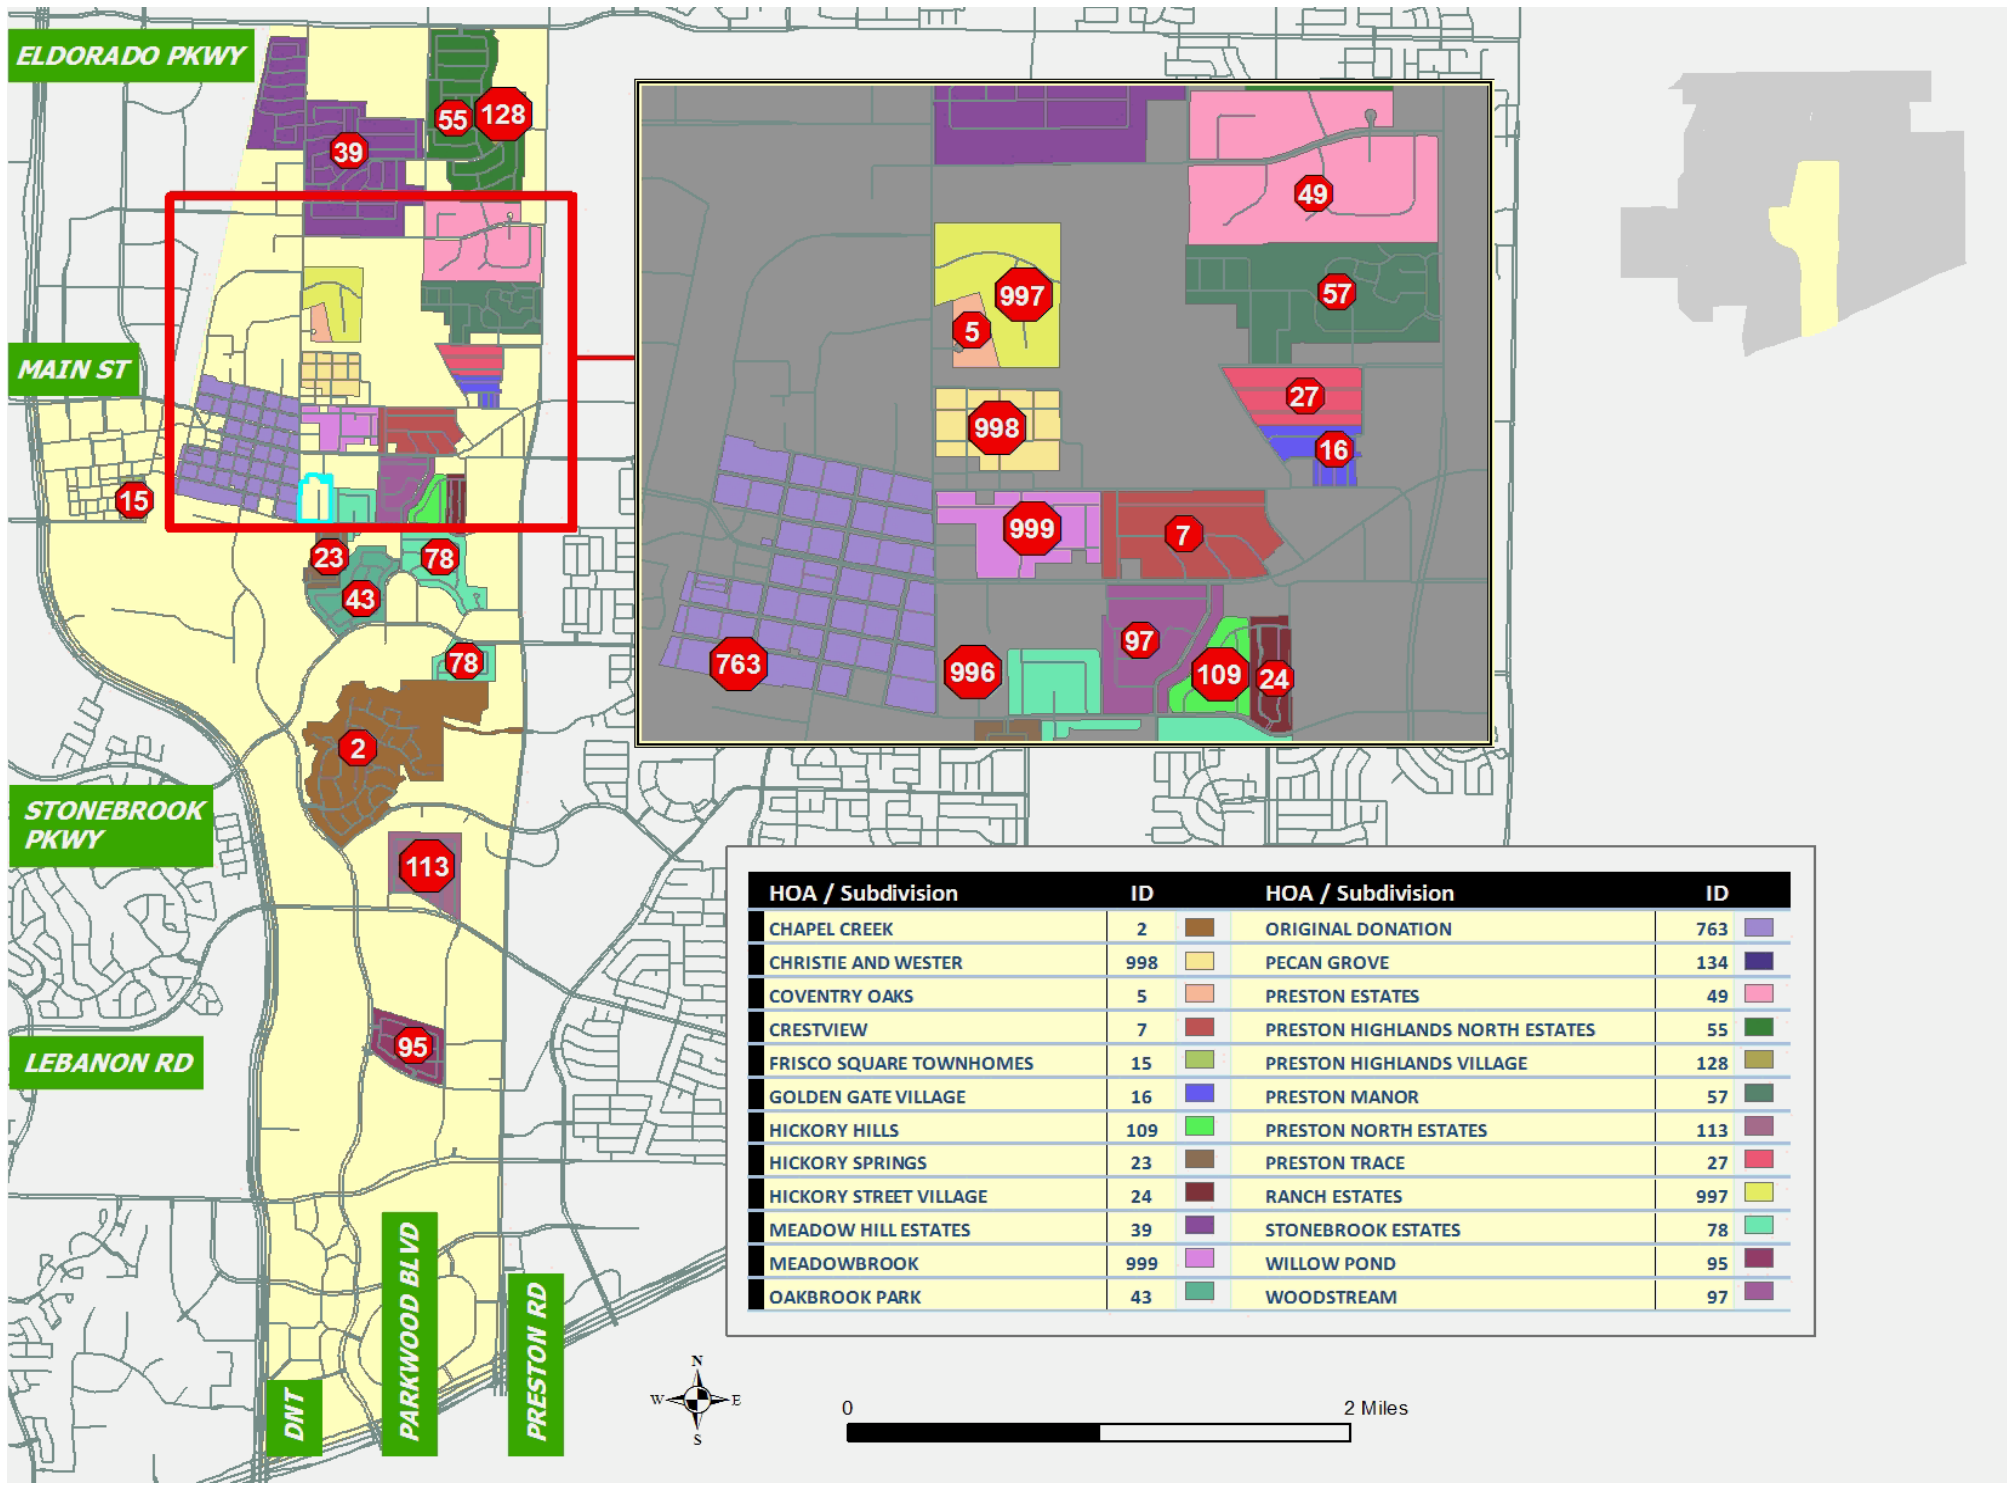 ELDORADO PKWY
55
128
39
49
997
57
5
MAIN ST
27
998
16
15
999
7
23
78
97
43
763
996
109
24
78
2
STONEBROOK
PKWY
113
HOA / Subdivision ID HOA / Subdivision ID
CHAPEL CREEK 2 ORIGINAL DONATION 763
CHRISTIE AND WESTER 998 PECAN GROVE 134
COVENTRY OAKS 5 PRESTON ESTATES 49
CRESTVIEW 7 PRESTON HIGHLANDS NORTH ESTATES 55
FRISCO SQUARE TOWNHOMES 15 PRESTON HIGHLANDS VILLAGE 128
GOLDEN GATE VILLAGE 16 PRESTON MANOR 57
HICKORY HILLS 109 PRESTON NORTH ESTATES 113
HICKORY SPRINGS 23 PRESTON TRACE 27
HICKORY STREET VILLAGE 24 RANCH ESTATES 997
MEADOW HILL ESTATES 39 STONEBROOK ESTATES 78
MEADOWBROOK 999 WILLOW POND 95
OAKBROOK PARK 43 WOODSTREAM 97
95
LEBANON RD
DNT
PARKWOOD BLVD
PRESTON RD
N
W E
S
0 2 Miles